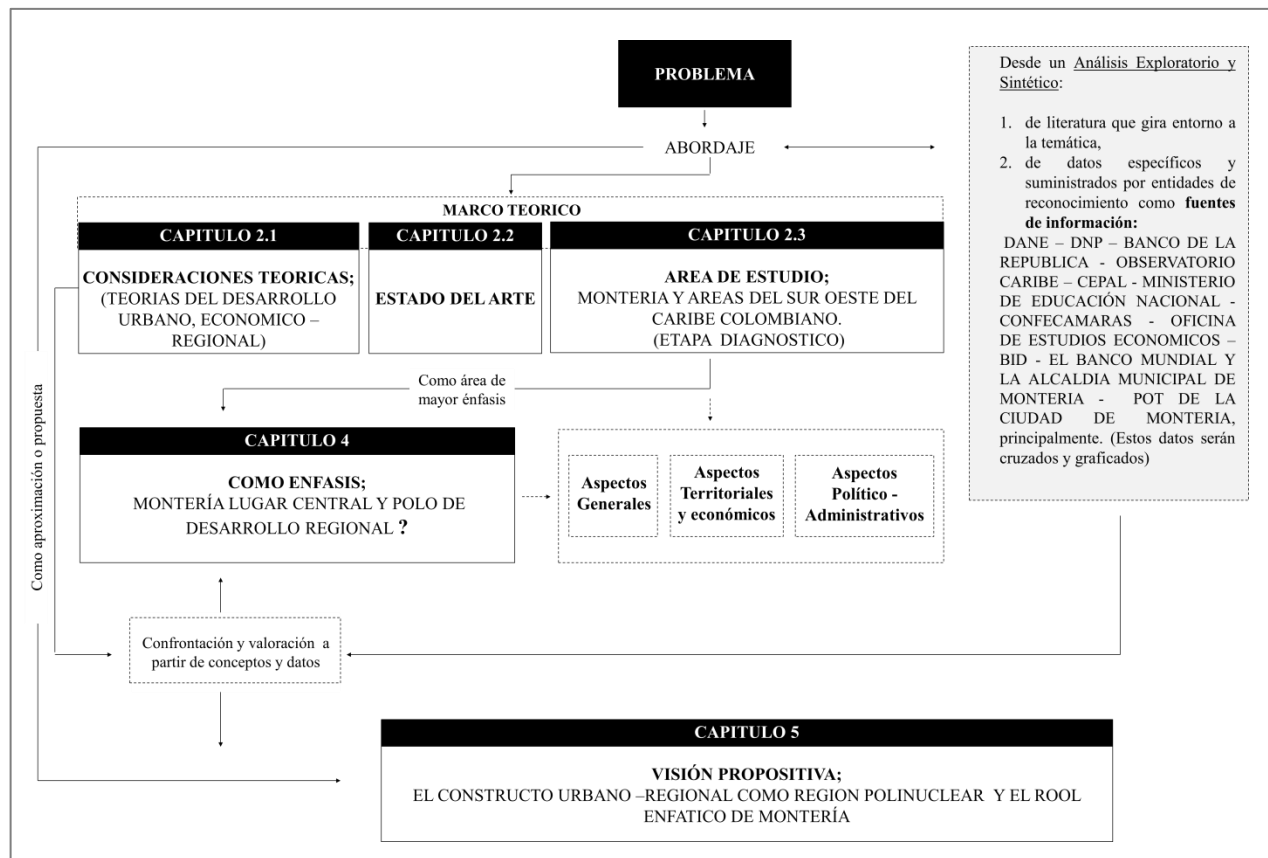 PROBLEMA
ABORDAJE
Desde un Análisis Exploratorio y
Sintético:
1. de literatura que gira entorno a
la temática,
2. de datos específicos y
suministrados por entidades de
reconocimiento como fuentes
de información:
DANE – DNP – BANCO DE LA
REPUBLICA - OBSERVATORIO
CARIBE – CEPAL - MINISTERIO
DE EDUCACIÓN NACIONAL -
CONFECAMARAS - OFICINA
DE ESTUDIOS ECONOMICOS –
BID - EL BANCO MUNDIAL Y
LA ALCALDIA MUNICIPAL DE
MONTERIA - POT DE LA
CIUDAD DE MONTERIA,
principalmente. (Estos datos serán
cruzados y graficados)
MARCO TEORICO
CAPITULO 2.1
CONSIDERACIONES TEORICAS;
(TEORIAS DEL DESARROLLO
URBANO, ECONOMICO –
REGIONAL)
CAPITULO 2.2
ESTADO DEL ARTE
CAPITULO 2.3
AREA DE ESTUDIO;
MONTERIA Y AREAS DEL SUR OESTE DEL
CARIBE COLOMBIANO.
(ETAPA DIAGNOSTICO)
Como área de
mayor énfasis
Como aproximación o propuesta
CAPITULO 4
COMO ENFASIS;
MONTERÍA LUGAR CENTRAL Y POLO DE
DESARROLLO REGIONAL ?
Aspectos
Generales
Aspectos
Territoriales
y económicos
Aspectos
Político -
Administrativos
Confrontación y valoración a
partir de conceptos y datos
CAPITULO 5
VISIÓN PROPOSITIVA;
EL CONSTRUCTO URBANO –REGIONAL COMO REGION POLINUCLEAR Y EL ROOL
ENFATICO DE MONTERÍA